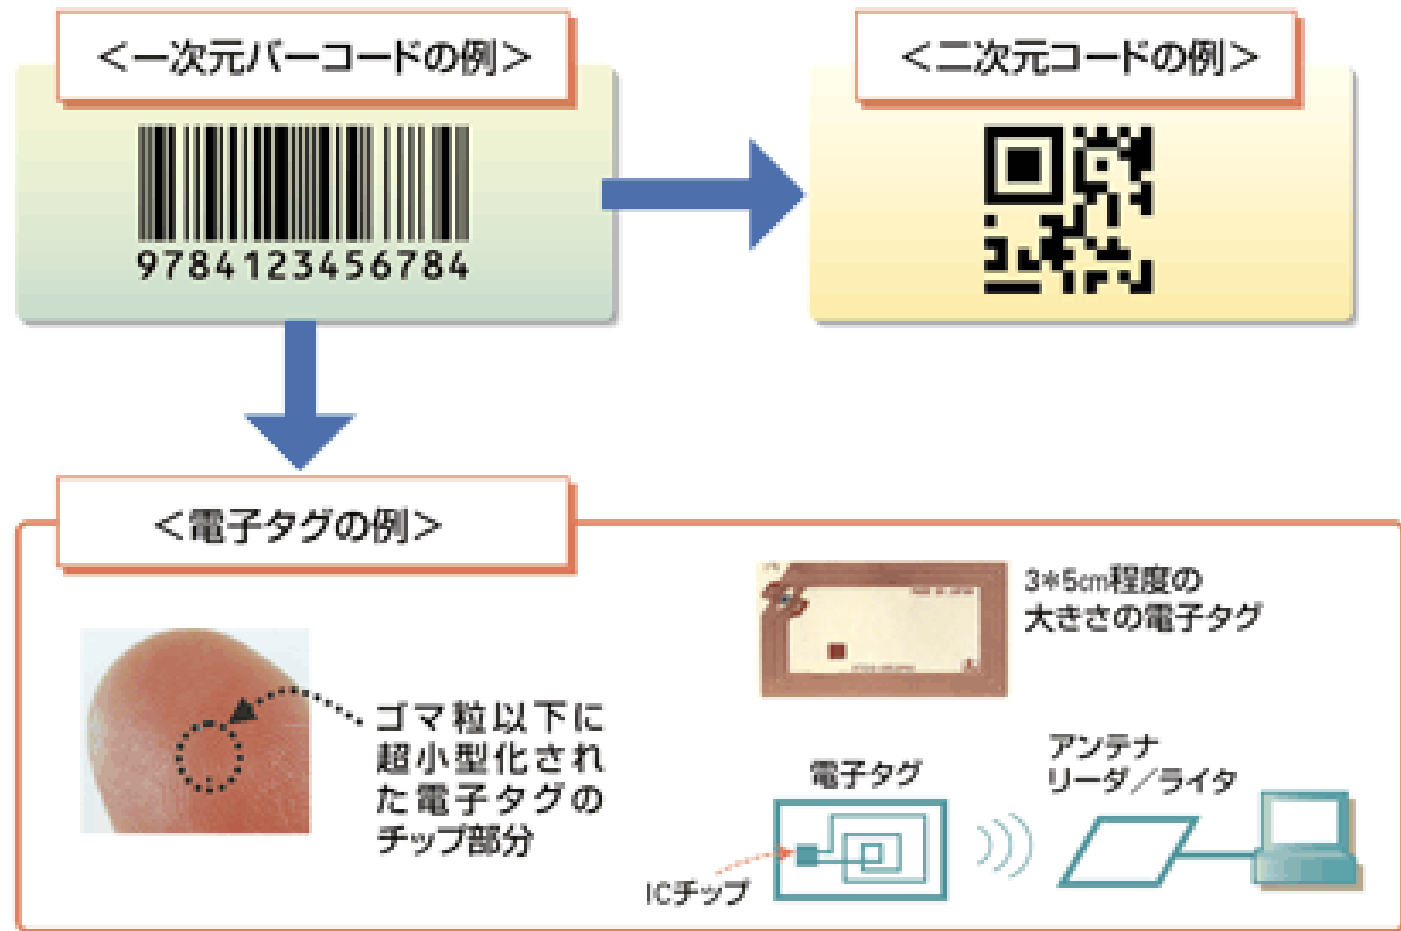 ＜一次元バーコードの例＞
＜二次元コードの例＞
9784123456784
＜電子タグの例＞
3*5cm程度の
大きさの電子タグ
ゴマ粒以下に
超小型化され
た電子タグの
チップ部分
電子タグ
アンテナ
リーダ／ライタ
ICチップ